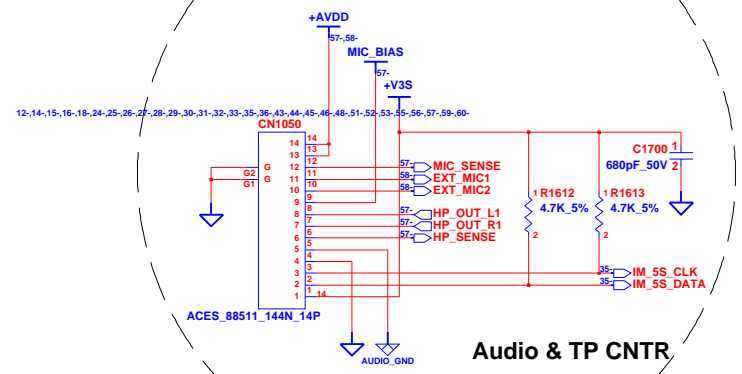 +AVDD
57-,58-
MIC_BIAS
57-
+V3S
12-,14-,15-,16-,18-,24-,25-,26-,27-,28-,29-,30-,31-,32-,33-,35-,36-,43-,44-,45-,46-,48-,51-,52-,53-,55-,56-,57-,59-,60-
CN1050
14 14
13 13
12 12 57- MIC_SENSE
G 11 11 58- EXT_MIC1
G2 G 10 10 58- EXT_MIC2
G1 9 9
8 8 57- HP_OUT_L1
7 7 57- HP_OUT_R1
6 6 57- HP_SENSE
5 5
4 4
3 3 35- IM_5S_CLK
2 2 35- IM_5S_DATA
1 1 14
ACES_88511_144N_14P
AUDIO_GND
1 R1612
4.7K_5%
2
1 R1613
4.7K_5%
2
C1700 1
680pF_50V 2
Audio & TP CNTR